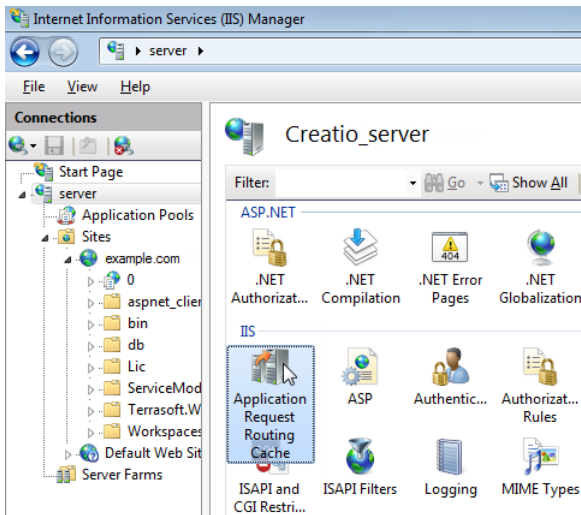 Internet Information Services (IIS) Manager
server
File View Help
Connections
Start Page
server
Application Pools
Sites
example.com
0
aspnet_clier
bin
db
Lic
ServiceMod
Terrasoft.W
Workspaces
Default Web Sit
Server Farms
Creatio_server
Filter: Go Show All
ASP.NET
404
.NET Authorizat...
.NET Compilation
.NET Error Pages
.NET Globalization
IIS
Application Request Routing Cache
ASP
Authentic...
Authorizat... Rules
ISAPI and CGI Restri...
ISAPI Filters
Logging
MIME Types